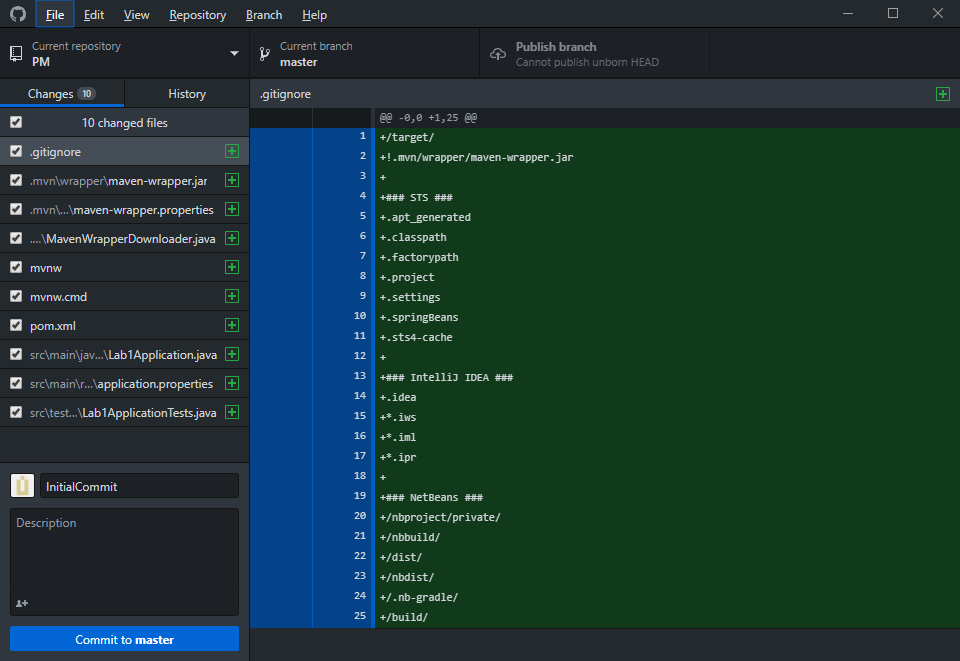 File Edit View Repository Branch Help
Current repository
PM
Current branch
master
Publish branch
Cannot publish unborn HEAD
Changes 10
History
10 changed files
.gitignore
.mvn\wrapper\maven-wrapper.jar
.mvn\...\maven-wrapper.properties
....\MavenWrapperDownloader.java
mvnw
mvnw.cmd
pom.xml
src\main\jav...\Lab1Application.java
src\main\r...\application.properties
src\test...\Lab1ApplicationTests.java
InitialCommit
Description
Commit to master
.gitignore
@@ -0,0 +1,25 @@
1 +/target/
2 +!.mvn/wrapper/maven-wrapper.jar
3 +
4 +### STS ###
5 +.apt_generated
6 +.classpath
7 +.factorypath
8 +.project
9 +.settings
10 +.springBeans
11 +.sts4-cache
12 +
13 +### IntelliJ IDEA ###
14 +.idea
15 +*.iws
16 +*.iml
17 +*.ipr
18 +
19 +### NetBeans ###
20 +/nbproject/private/
21 +/nbbuild/
22 +/dist/
23 +/nbdist/
24 +/.nb-gradle/
25 +/build/